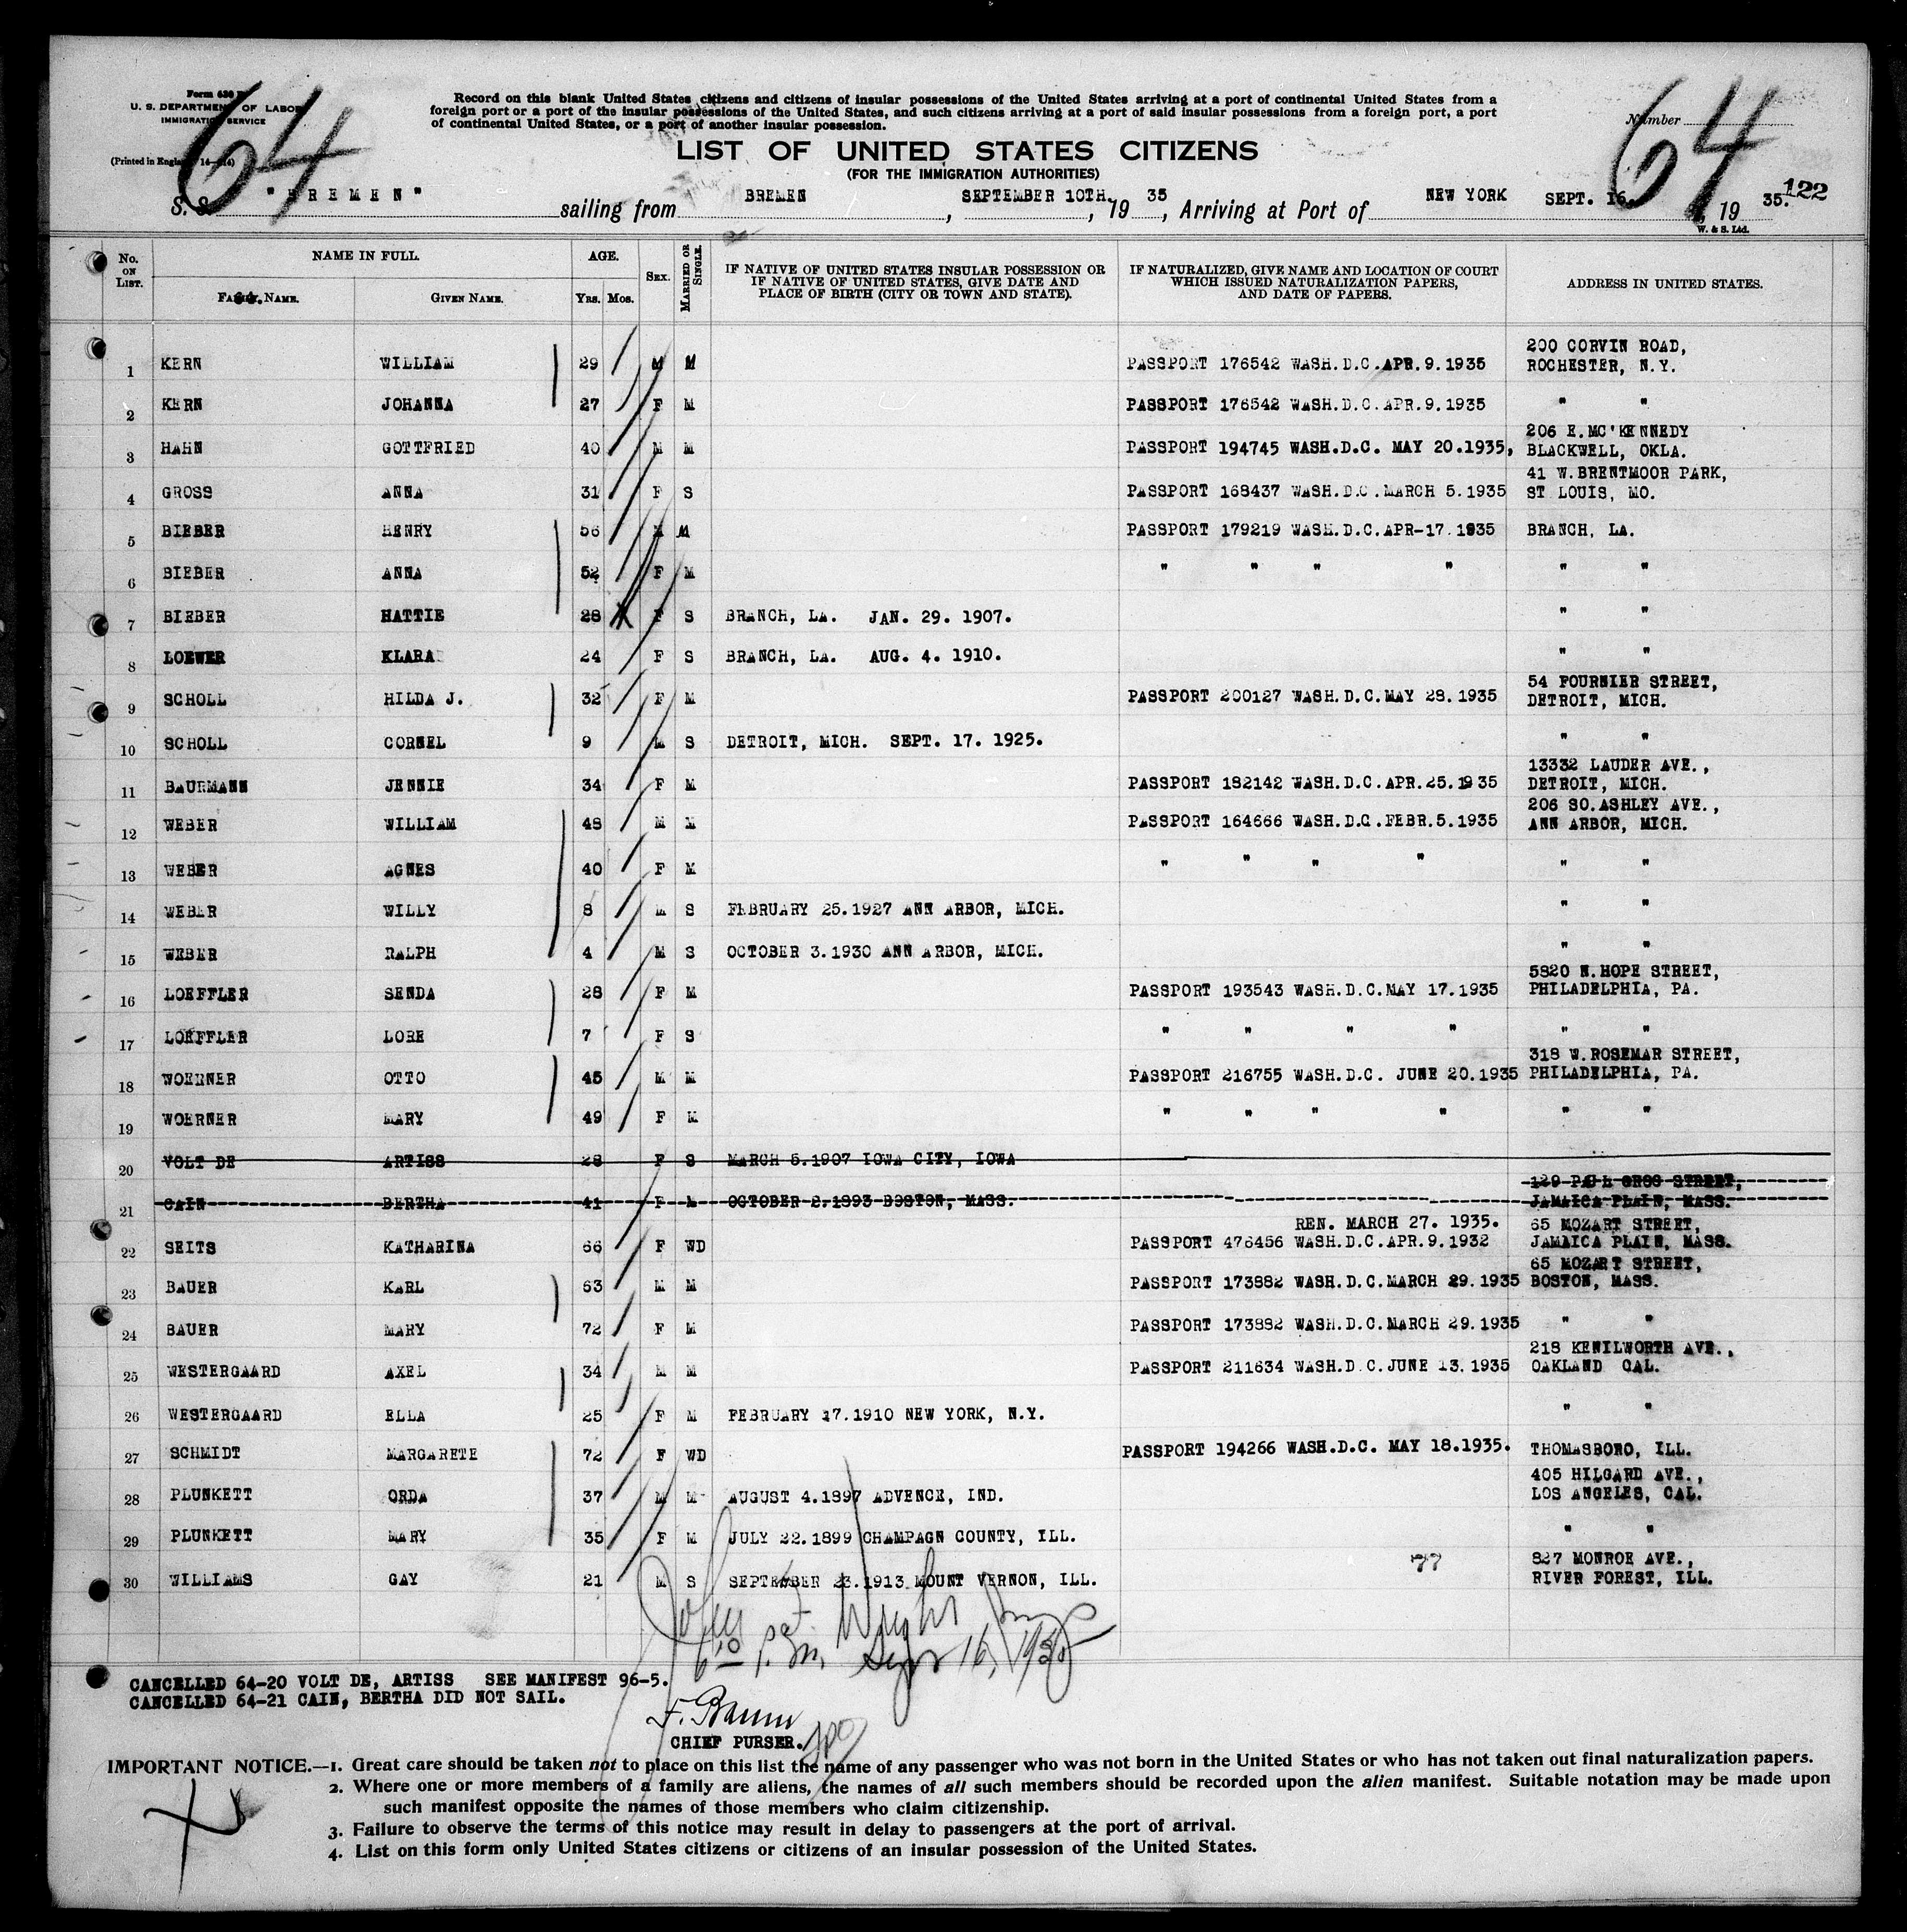 Form 630
U. S. DEPARTMENT OF LABOR
IMMIGRATION SERVICE
(Printed in England 14—
64
Record on this blank United States citizens and citizens of insular possessions of the United States arriving at a port of continental United States from a
foreign port or a port of the insular possessions of the United States, and such citizens arriving at a port of said insular possessions from a foreign port, a port
of continental United States, or a port of another insular possession.
Number
64
LIST OF UNITED STATES CITIZENS
(FOR THE IMMIGRATION AUTHORITIES)
S. S. "BREMEN" sailing from BREMEN, SEPTEMBER 10TH, 1935, Arriving at Port of NEW YORK SEPT. 16. 1935. 122
W. & S. Ltd.
No. ON LIST. NAME IN FULL. AGE. SEX. MARRIED OR SINGLE. IF NATIVE OF UNITED STATES INSULAR POSSESSION OR IF NATIVE OF UNITED STATES, GIVE DATE AND PLACE OF BIRTH (CITY OR TOWN AND STATE). IF NATURALIZED, GIVE NAME AND LOCATION OF COURT WHICH ISSUED NATURALIZATION PAPERS, AND DATE OF PAPERS. ADDRESS IN UNITED STATES.
FAMILY NAME. GIVEN NAME. YRS. MOS.
1 KERN WILLIAM 29 M M PASSPORT 176542 WASH.D.C.APR.9.1935 200 CORVIN ROAD, ROCHESTER, N.Y.
2 KERN JOHANNA 27 F M PASSPORT 176542 WASH.D.C.APR.9.1935 " "
3 HAHN GOTTFRIED 40 M M PASSPORT 194745 WASH.D.C. MAY 20.1935, 206 E.MC'KENNEDY BLACKWELL, OKLA.
4 GROSS ANNA 31 F S PASSPORT 168437 WASH.D.C.MARCH 5.1935 41 W.BRENTMOOR PARK, ST LOUIS, MO.
5 BIEBER HENRY 56 M M PASSPORT 179219 WASH.D.C.APR-17.1935 BRANCH, LA.
6 BIEBER ANNA 52 F M " " " " " "
7 BIEBER HATTIE 28 F S BRANCH, LA. JAN. 29. 1907. " "
8 LOEWER KLARA 24 F S BRANCH, LA. AUG. 4. 1910. " "
9 SCHOLL HILDA J. 32 F M PASSPORT 200127 WASH.D.C.MAY 28.1935 54 FOURNIER STREET, DETROIT, MICH.
10 SCHOLL CORNEL 9 M S DETROIT, MICH. SEPT. 17. 1925. " "
11 BAURMANN JENNIE 34 F M PASSPORT 182142 WASH.D.C.APR.25.1935 13332 LAUDER AVE., DETROIT, MICH.
12 WEBER WILLIAM 48 M M PASSPORT 164666 WASH.D.C.FEBR.5.1935 206 SO.ASHLEY AVE., ANN ARBOR, MICH.
13 WEBER AGNES 40 F M " " " " " "
14 WEBER WILLY 8 M S FEBRUARY 25.1927 ANN ARBOR, MICH. " "
15 WEBER RALPH 4 M S OCTOBER 3.1930 ANN ARBOR, MICH. " "
16 LOEFFLER SENDA 28 F M PASSPORT 193543 WASH.D.C.MAY 17.1935 5820 N.HOPE STREET, PHILADELPHIA, PA.
17 LOEFFLER LORE 7 F S " " " " " "
18 WOERNER OTTO 45 M M PASSPORT 216755 WASH.D.C. JUNE 20.1935 318 W.ROSEMAR STREET, PHILADELPHIA, PA.
19 WOERNER MARY 49 F M " " " " " "
20 VOLT DE ARTISS 28 F S MARCH 5.1907 IOWA CITY, IOWA
21 CAIN BERTHA 41 F M OCTOBER 2.1893 BOSTON, MASS. STREET, JAMAICA PLAIN, MASS.
22 SEITS KATHARINA 66 F WD REN. MARCH 27. 1935. PASSPORT 476456 WASH.D.C.APR.9.1932 65 MOZART STREET, JAMAICA PLAIN, MASS.
23 BAUER KARL 63 M M PASSPORT 173882 WASH.D.C.MARCH 29.1935 65 MOZART STREET, BOSTON, MASS.
24 BAUER MARY 72 F M PASSPORT 173882 WASH.D.C.MARCH 29.1935 " "
25 WESTERGAARD AXEL 34 M M PASSPORT 211634 WASH.D.C.JUNE 13.1935 218 KENILWORTH AVE., OAKLAND CAL.
26 WESTERGAARD ELLA 25 F M FEBRUARY 17.1910 NEW YORK, N.Y. " "
27 SCHMIDT MARGARETE 72 F WD PASSPORT 194266 WASH.D.C. MAY 18.1935. THOMASBORO, ILL.
28 PLUNKETT ORDA 37 M M AUGUST 4.1897 ADVENCE, IND. 405 HILGARD AVE., LOS ANGELES, CAL.
29 PLUNKETT MARY 35 F M JULY 22.1899 CHAMPAGN COUNTY, ILL. " "
30 WILLIAMS GAY 21 M S SEPTEMBER 23.1913 MOUNT VERNON, ILL. 77 827 MONROE AVE., RIVER FOREST, ILL.
6 10 P.M. Sept 16, 1935
CANCELLED 64-20 VOLT DE, ARTISS SEE MANIFEST 96-5.
CANCELLED 64-21 CAIN, BERTHA DID NOT SAIL.
CHIEF PURSER.
IMPORTANT NOTICE.—1. Great care should be taken not to place on this list the name of any passenger who was not born in the United States or who has not taken out final naturalization papers.
2. Where one or more members of a family are aliens, the names of all such members should be recorded upon the alien manifest. Suitable notation may be made upon
such manifest opposite the names of those members who claim citizenship.
3. Failure to observe the terms of this notice may result in delay to passengers at the port of arrival.
4. List on this form only United States citizens or citizens of an insular possession of the United States.